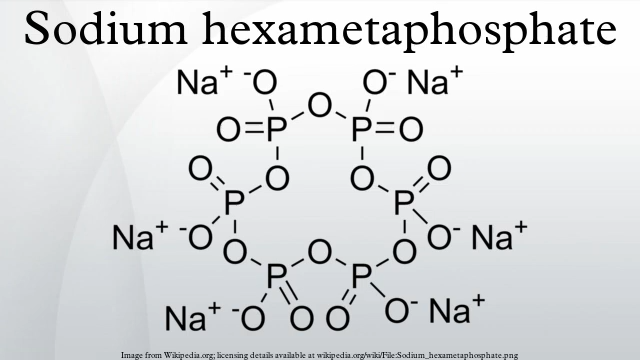 Sodium hexametaphosphate
Na+ -O O- Na+
O
O=P P=O
O O O O
P P
Na+ -O O- Na+
O O O
P P
Na+ -O O O O- Na+
Image from Wikipedia.org; licensing details available at wikipedia.org/wiki/File:Sodium_hexametaphosphate.png